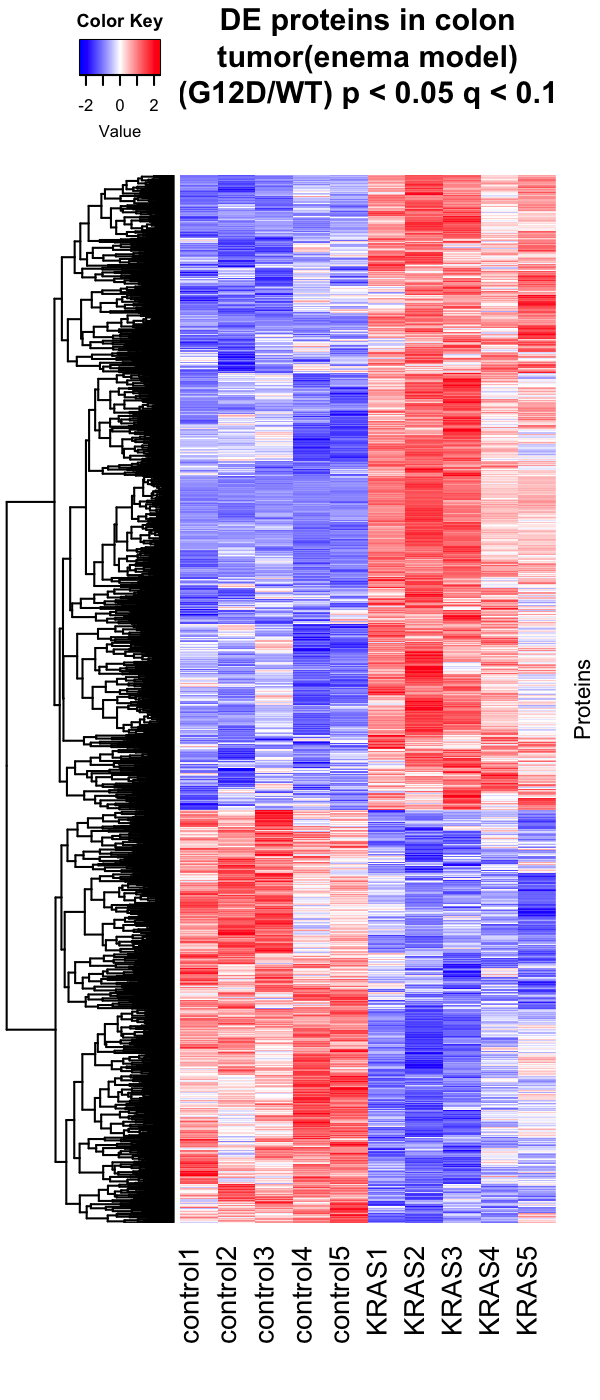 Color Key
-2 0 2
Value
DE proteins in colon
tumor(enema model)
(G12D/WT) p < 0.05 q < 0.1
Proteins
control1
control2
control3
control4
control5
KRAS1
KRAS2
KRAS3
KRAS4
KRAS5